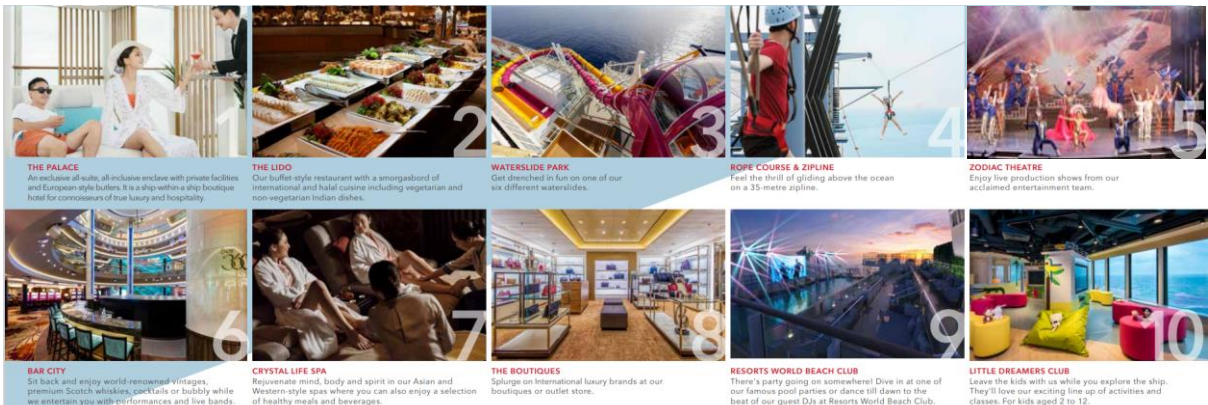 1
THE PALACE
An exclusive all-suite, all-inclusive enclave with private facilities
and European-style butlers. It is a ship-within a ship boutique
hotel for connoisseurs of true luxury and hospitality.
2
THE LIDO
Our buffet-style restaurant with a smorgasbord of
international and halal cuisine including vegetarian and
non-vegetarian Indian dishes.
3
WATERSLIDE PARK
Get drenched in fun on one of our
six different waterslides.
4
ROPE COURSE & ZIPLINE
Feel the thrill of gliding above the ocean
on a 35-metre zipline.
5
ZODIAC THEATRE
Enjoy live production shows from our
acclaimed entertainment team.
6
BAR CITY
Sit back and enjoy world-renowned vintages,
premium Scotch whiskies, cocktails or bubbly while
we entertain you with performances and live bands.
7
CRYSTAL LIFE SPA
Rejuvenate mind, body and spirit in our Asian and
Western-style spas where you can also enjoy a selection
of healthy meals and beverages.
8
THE BOUTIQUES
Splurge on International luxury brands at our
boutiques or outlet store.
9
RESORTS WORLD BEACH CLUB
There's party going on somewhere! Dive in at one of
our famous pool parties or dance till dawn to the
beat of our guest DJs at Resorts World Beach Club.
10
LITTLE DREAMERS CLUB
Leave the kids with us while you explore the ship.
They'll love our exciting line up of activities and
classes. For kids aged 2 to 12.